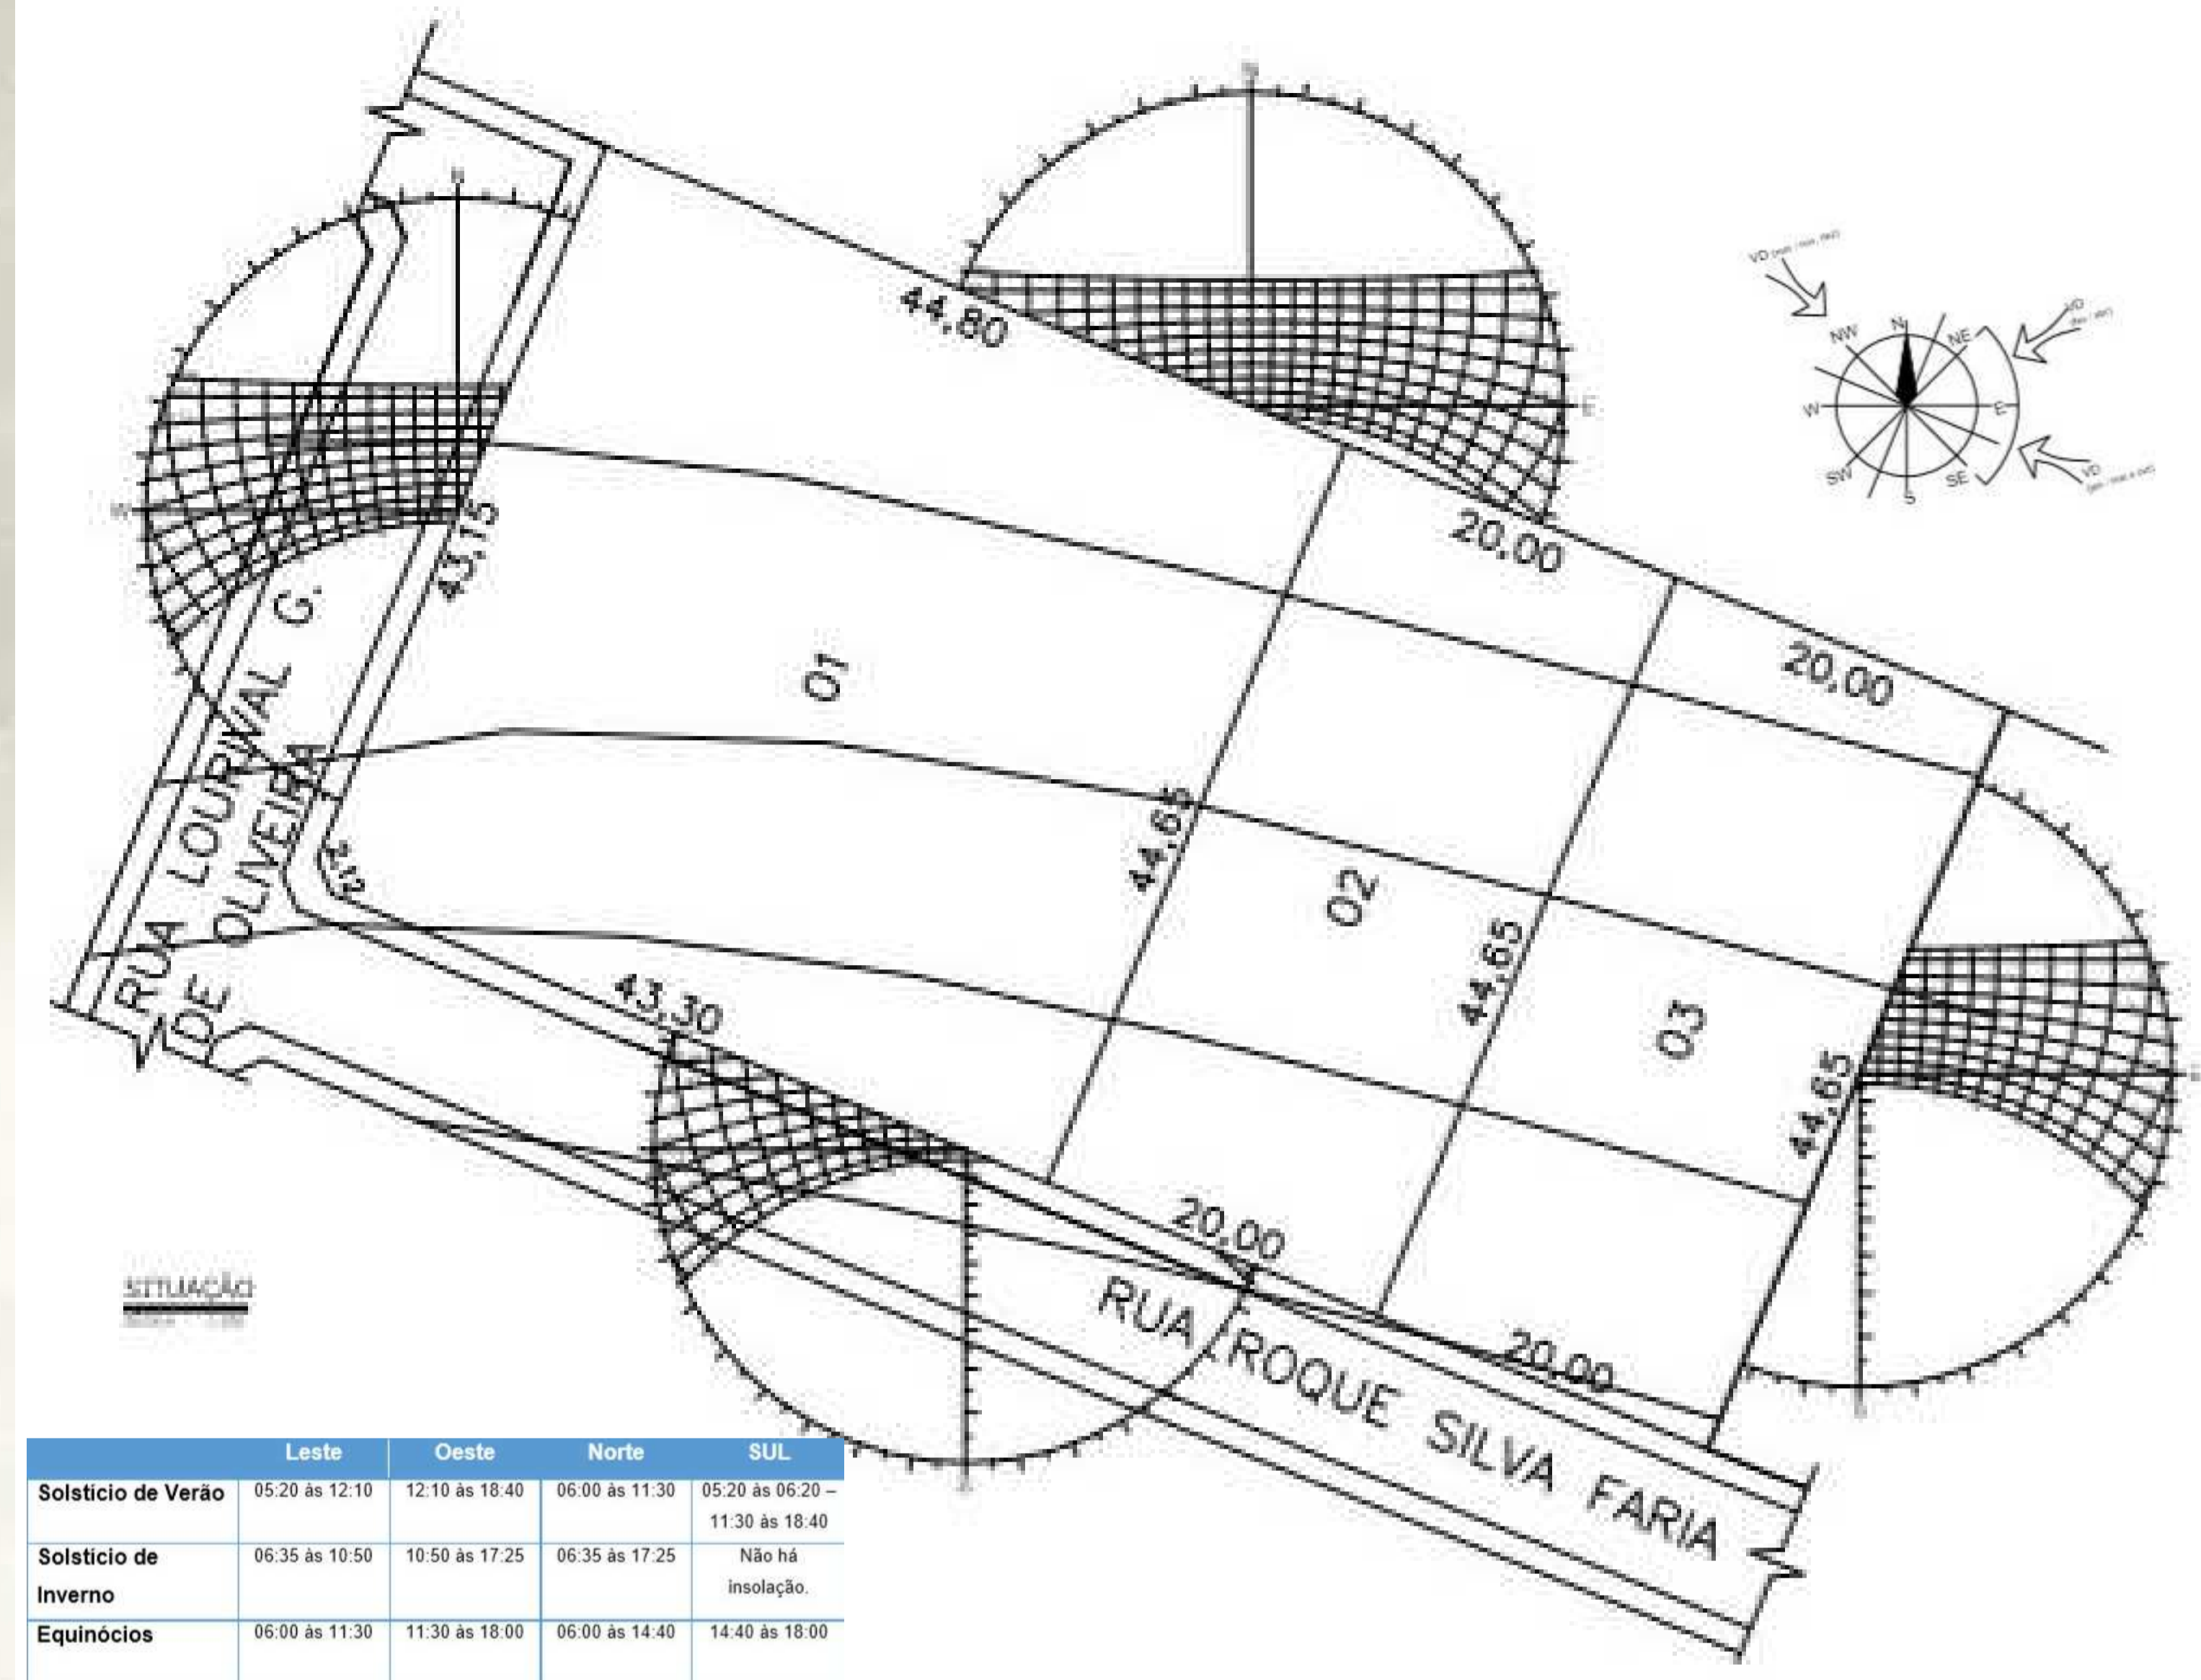 N
N
44,80
NW
N
NE
VD
W
E
E
SW
S
SE
VD
W
43,15
20,00
20,00
01
RUA LOURIVAL G.
DE OLIVEIRA
2,12
44,65
02
44,65
03
44,65
43,30
20,00
20,00
RUA ROQUE SILVA FARIA
SITUAÇÃO
Leste Oeste Norte SUL
Solstício de Verão 05:20 às 12:10 12:10 às 18:40 06:00 às 11:30 05:20 às 06:20 –
11:30 às 18:40
Solstício de 06:35 às 10:50 10:50 às 17:25 06:35 às 17:25 Não há
Inverno insolação.
Equinócios 06:00 às 11:30 11:30 às 18:00 06:00 às 14:40 14:40 às 18:00